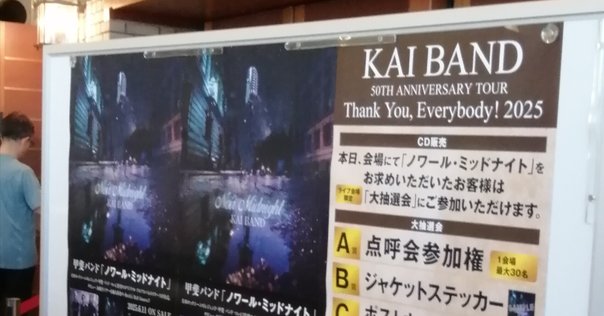 KAI BAND
50TH ANNIVERSARY TOUR
Thank You, Everybody! 2025
CD販売
本日、会場にて「ノワール・ミッドナイト」を
お求めいただいたお客様は
「大抽選会」にご参加いただけます。
ライブ会場
限定
大抽選会
A賞 点呼会参加権
1会場
最大30名
B賞 ジャケットステッカー
C
Noir Midnight
KAI BAND
甲斐バンド「ノワール・ミッドナイト」
2025.6.11 ON SALE
Noir Midnight
KAI BAND
甲斐バンド「ノワール・ミッドナイト」